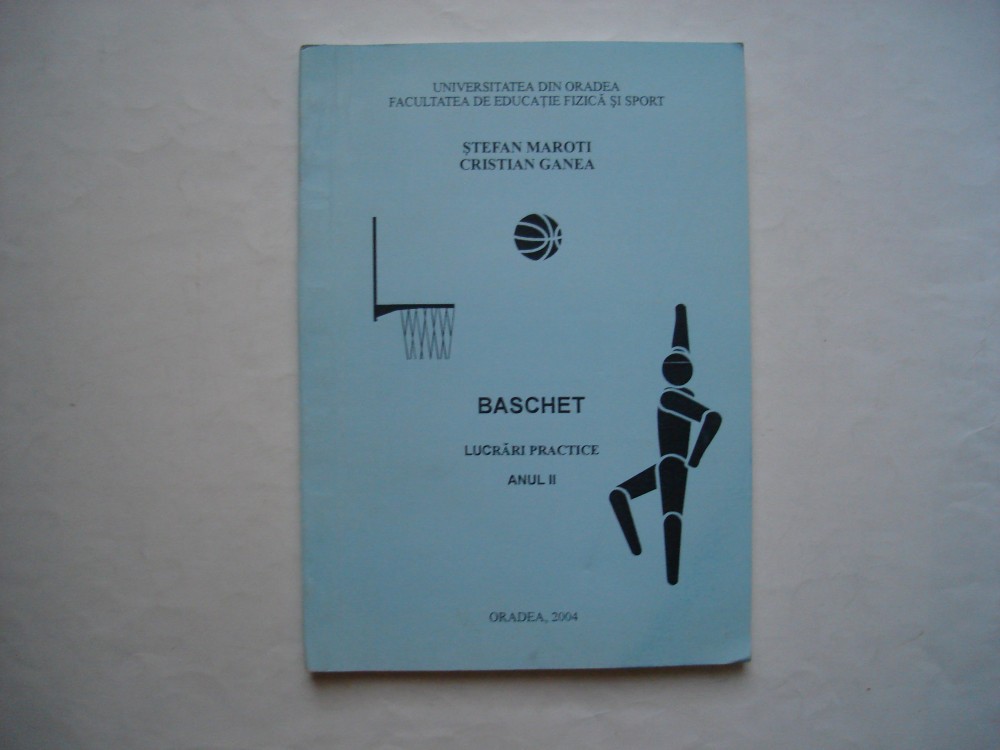 UNIVERSITATEA DIN ORADEA
FACULTATEA DE EDUCAȚIE FIZICĂ ȘI SPORT
ȘTEFAN MAROTI
CRISTIAN GANEA
BASCHET
LUCRĂRI PRACTICE
ANUL II
ORADEA, 2004